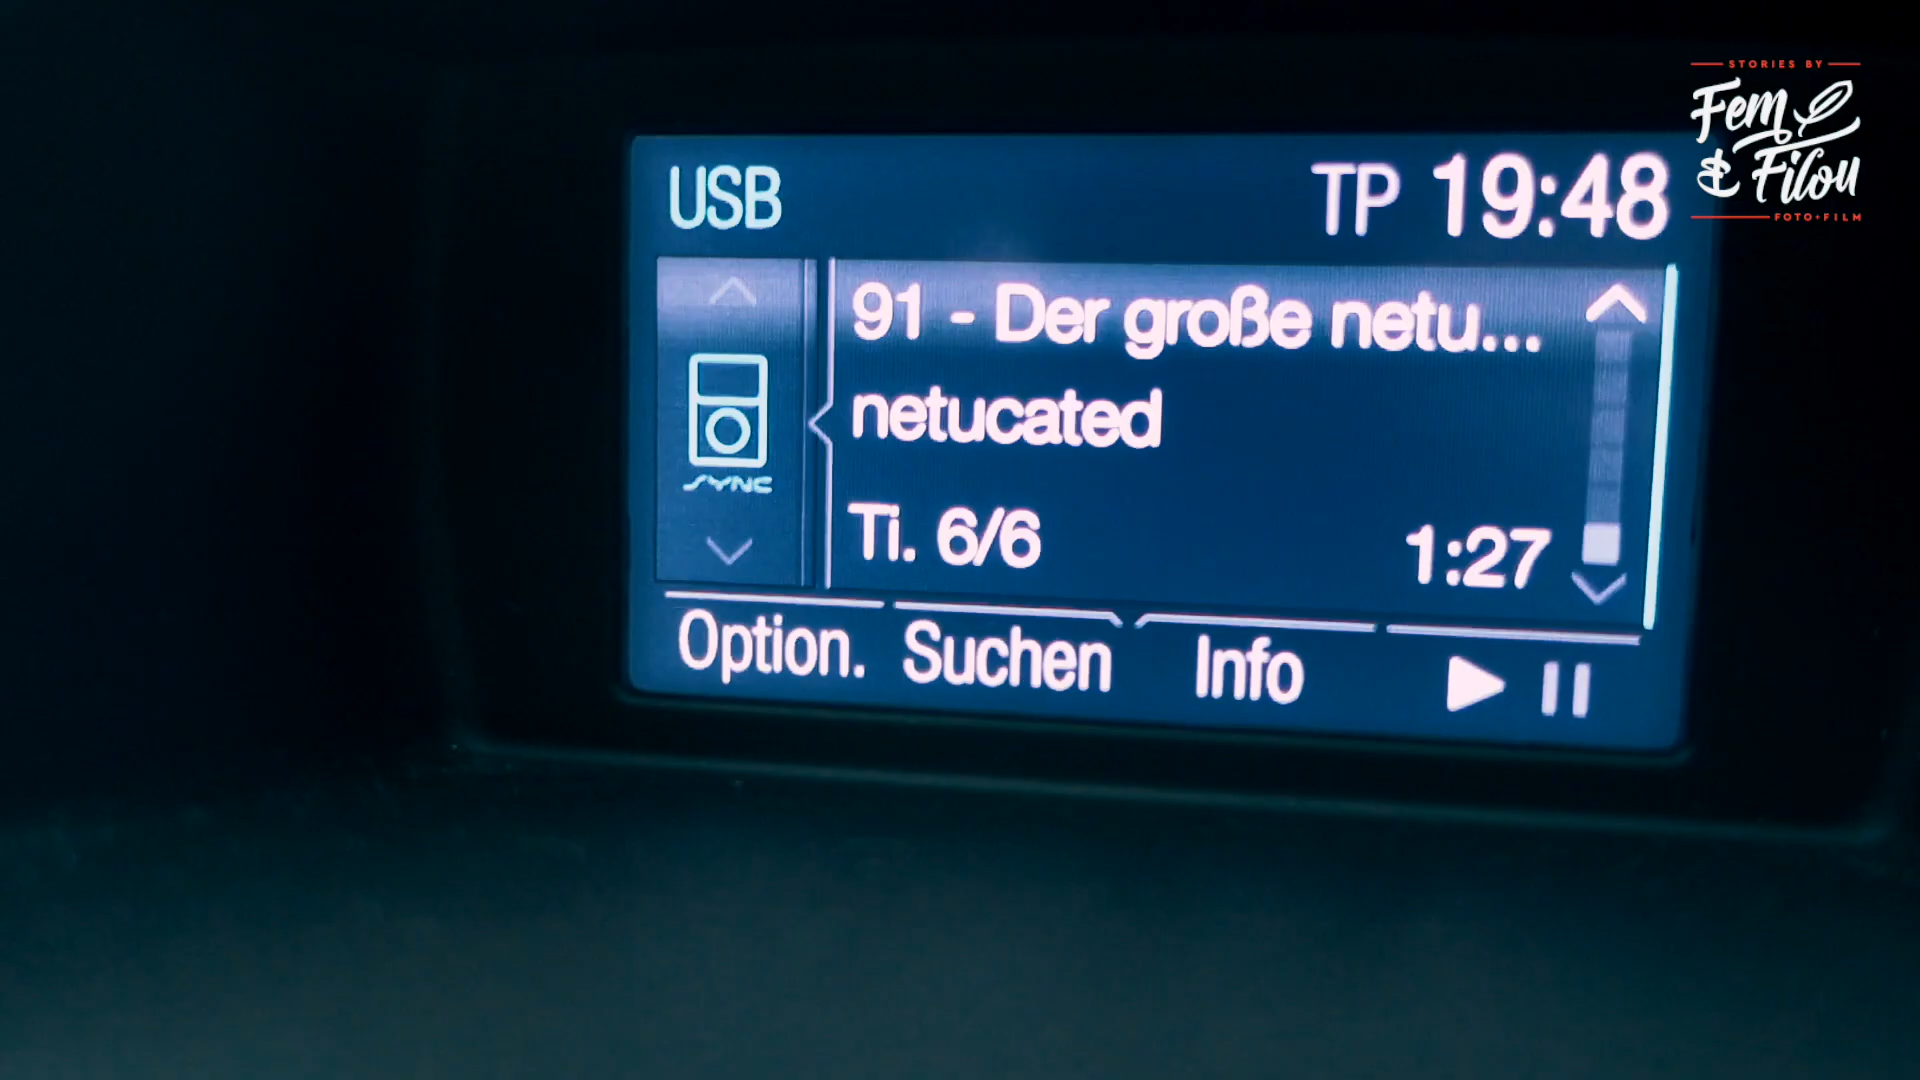 STORIES BY
Fem
& Filou
FOTO+FILM
USB
TP 19:48
91 - Der große netu...
netucated
SYNC
Ti. 6/6
1:27
Option.
Suchen
Info